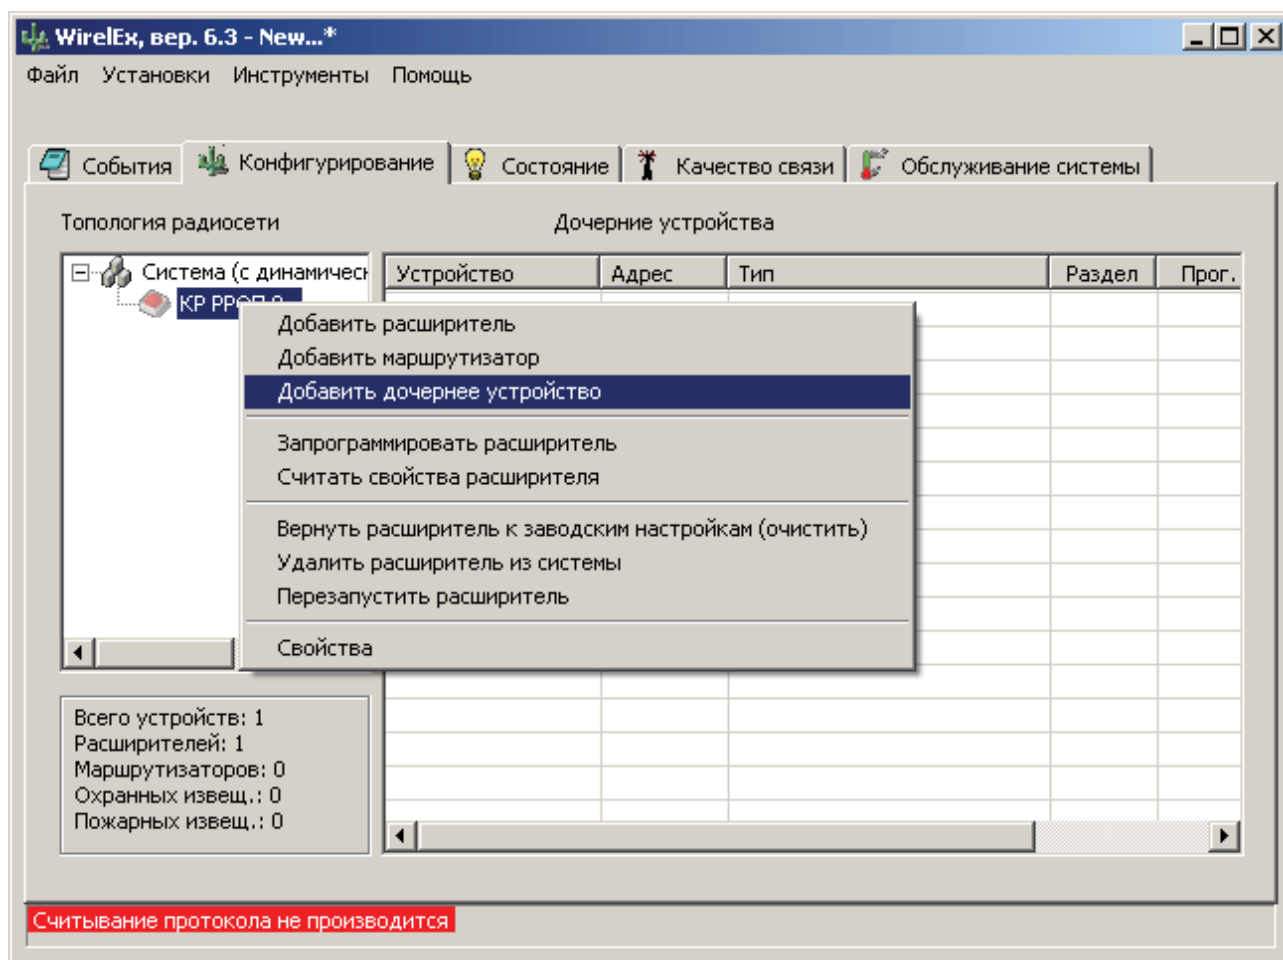 WirelEx, вер. 6.3 - New...*
Файл Установки Инструменты Помощь
События Конфигурирование Состояние Качество связи Обслуживание системы
Топология радиосети Дочерние устройства
Система (с динамическ
Устройство Адрес Тип Раздел Прог.
КР
Добавить расширитель
Добавить маршрутизатор
Добавить дочернее устройство
Запрограммировать расширитель
Считать свойства расширителя
Вернуть расширитель к заводским настройкам (очистить)
Удалить расширитель из системы
Перезапустить расширитель
Свойства
Всего устройств: 1
Расширителей: 1
Маршрутизаторов: 0
Охранных извещ.: 0
Пожарных извещ.: 0
Считывание протокола не производится